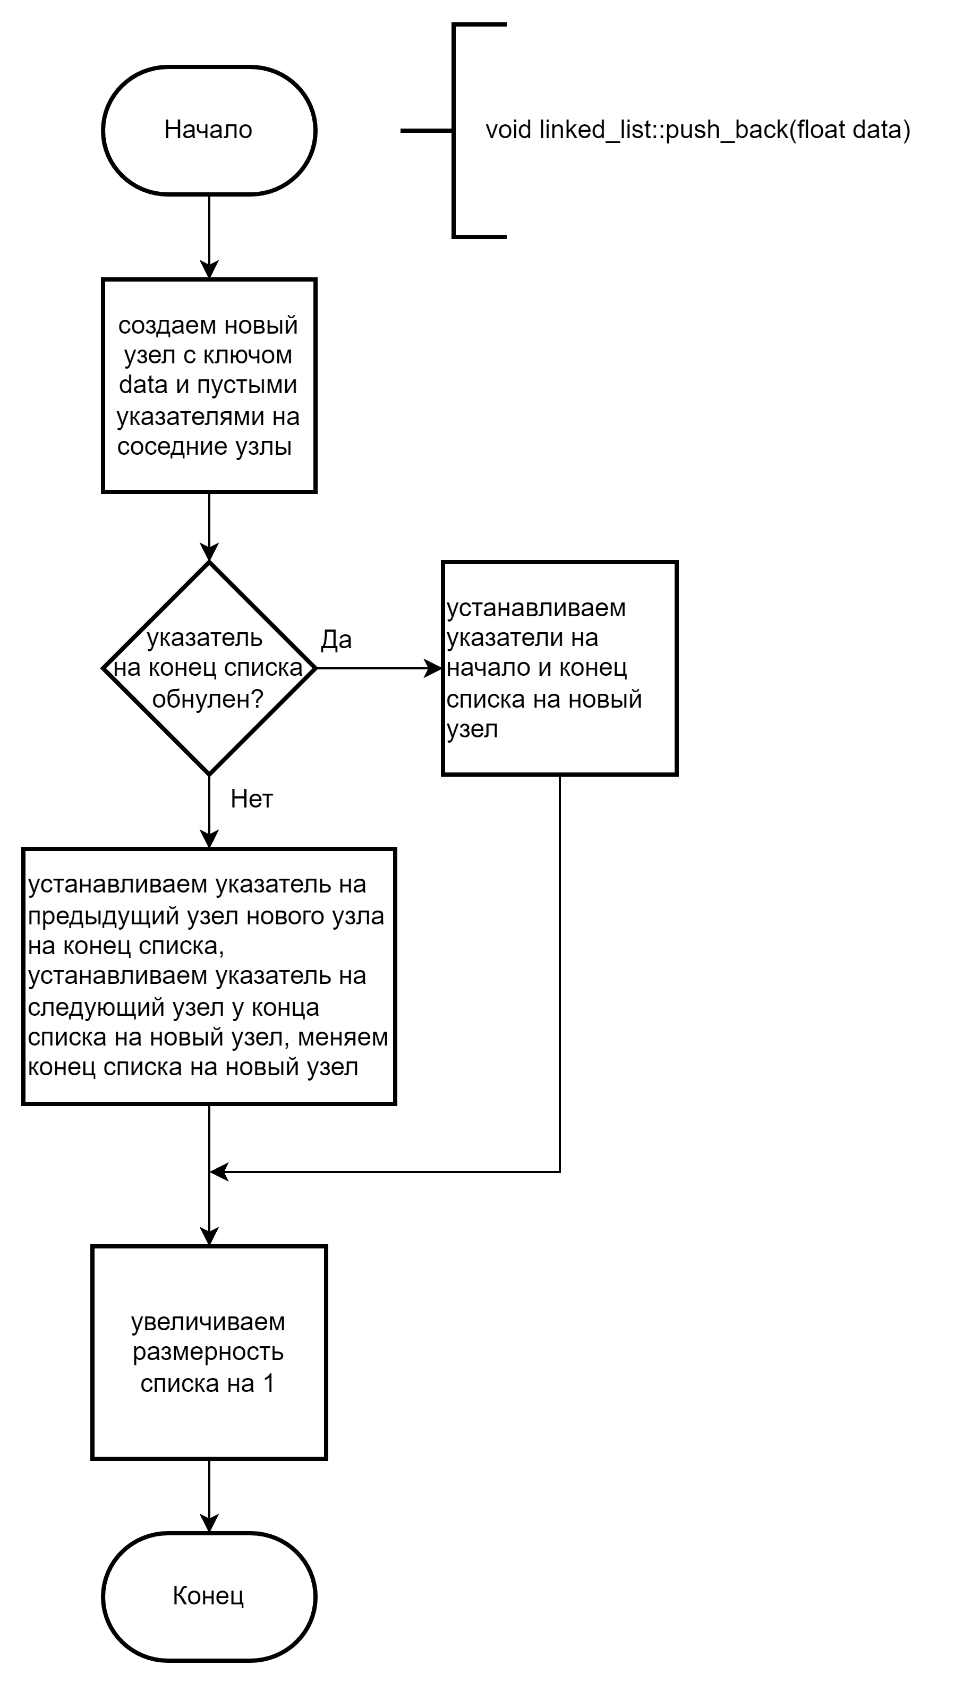 Начало
void linked_list::push_back(float data)
создаем новый
узел с ключом
data и пустыми
указателями на
соседние узлы
указатель
на конец списка
обнулен?
Да
устанавливаем
указатели на
начало и конец
списка на новый
узел
Нет
устанавливаем указатель на
предыдущий узел нового узла
на конец списка,
устанавливаем указатель на
следующий узел у конца
списка на новый узел, меняем
конец списка на новый узел
увеличиваем
размерность
списка на 1
Конец